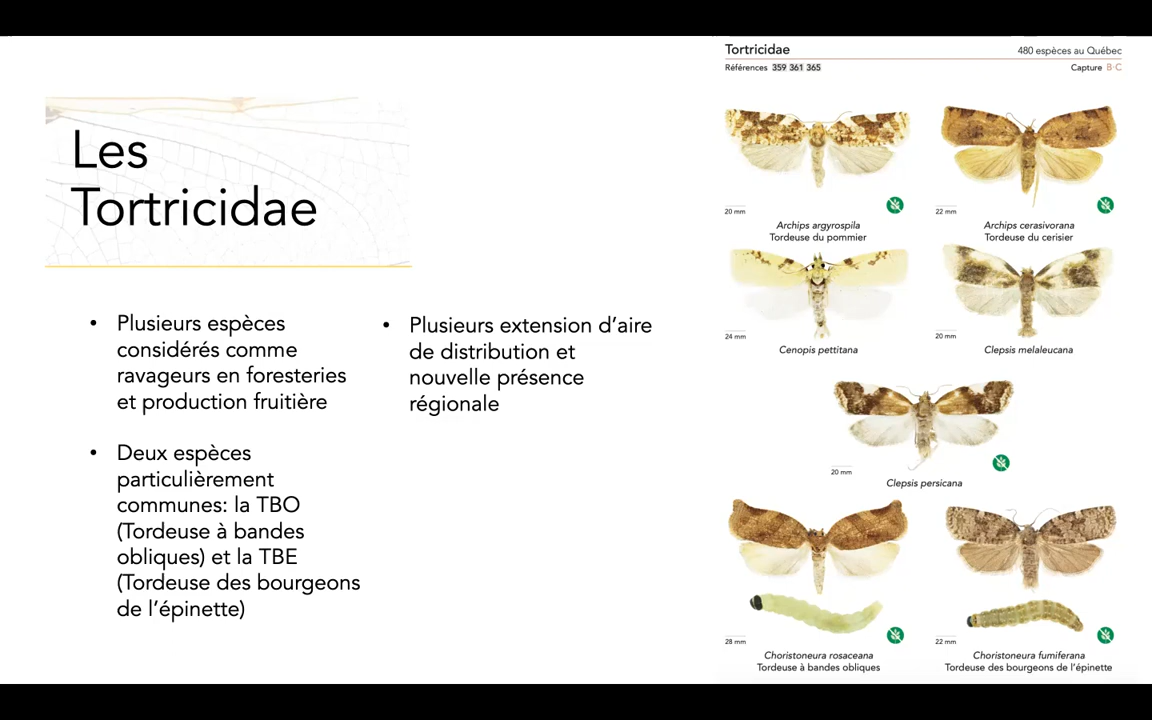 Les
Tortricidae
• Plusieurs espèces
considérés comme
ravageurs en foresteries
et production fruitière
• Deux espèces
particulièrement
communes: la TBO
(Tordeuse à bandes
obliques) et la TBE
(Tordeuse des bourgeons
de l'épinette)
• Plusieurs extension d'aire
de distribution et
nouvelle présence
régionale
Tortricidae 480 espèces au Québec
Références 359 361 365 Capture B·C
20 mm 22 mm
Archips argyrospila Archips cerasivorana
Tordeuse du pommier Tordeuse du cerisier
24 mm 20 mm
Cenopis pettitana Clepsis melaleucana
20 mm
Clepsis persicana
28 mm 22 mm
Choristoneura rosaceana Choristoneura fumiferana
Tordeuse à bandes obliques Tordeuse des bourgeons de l'épinette